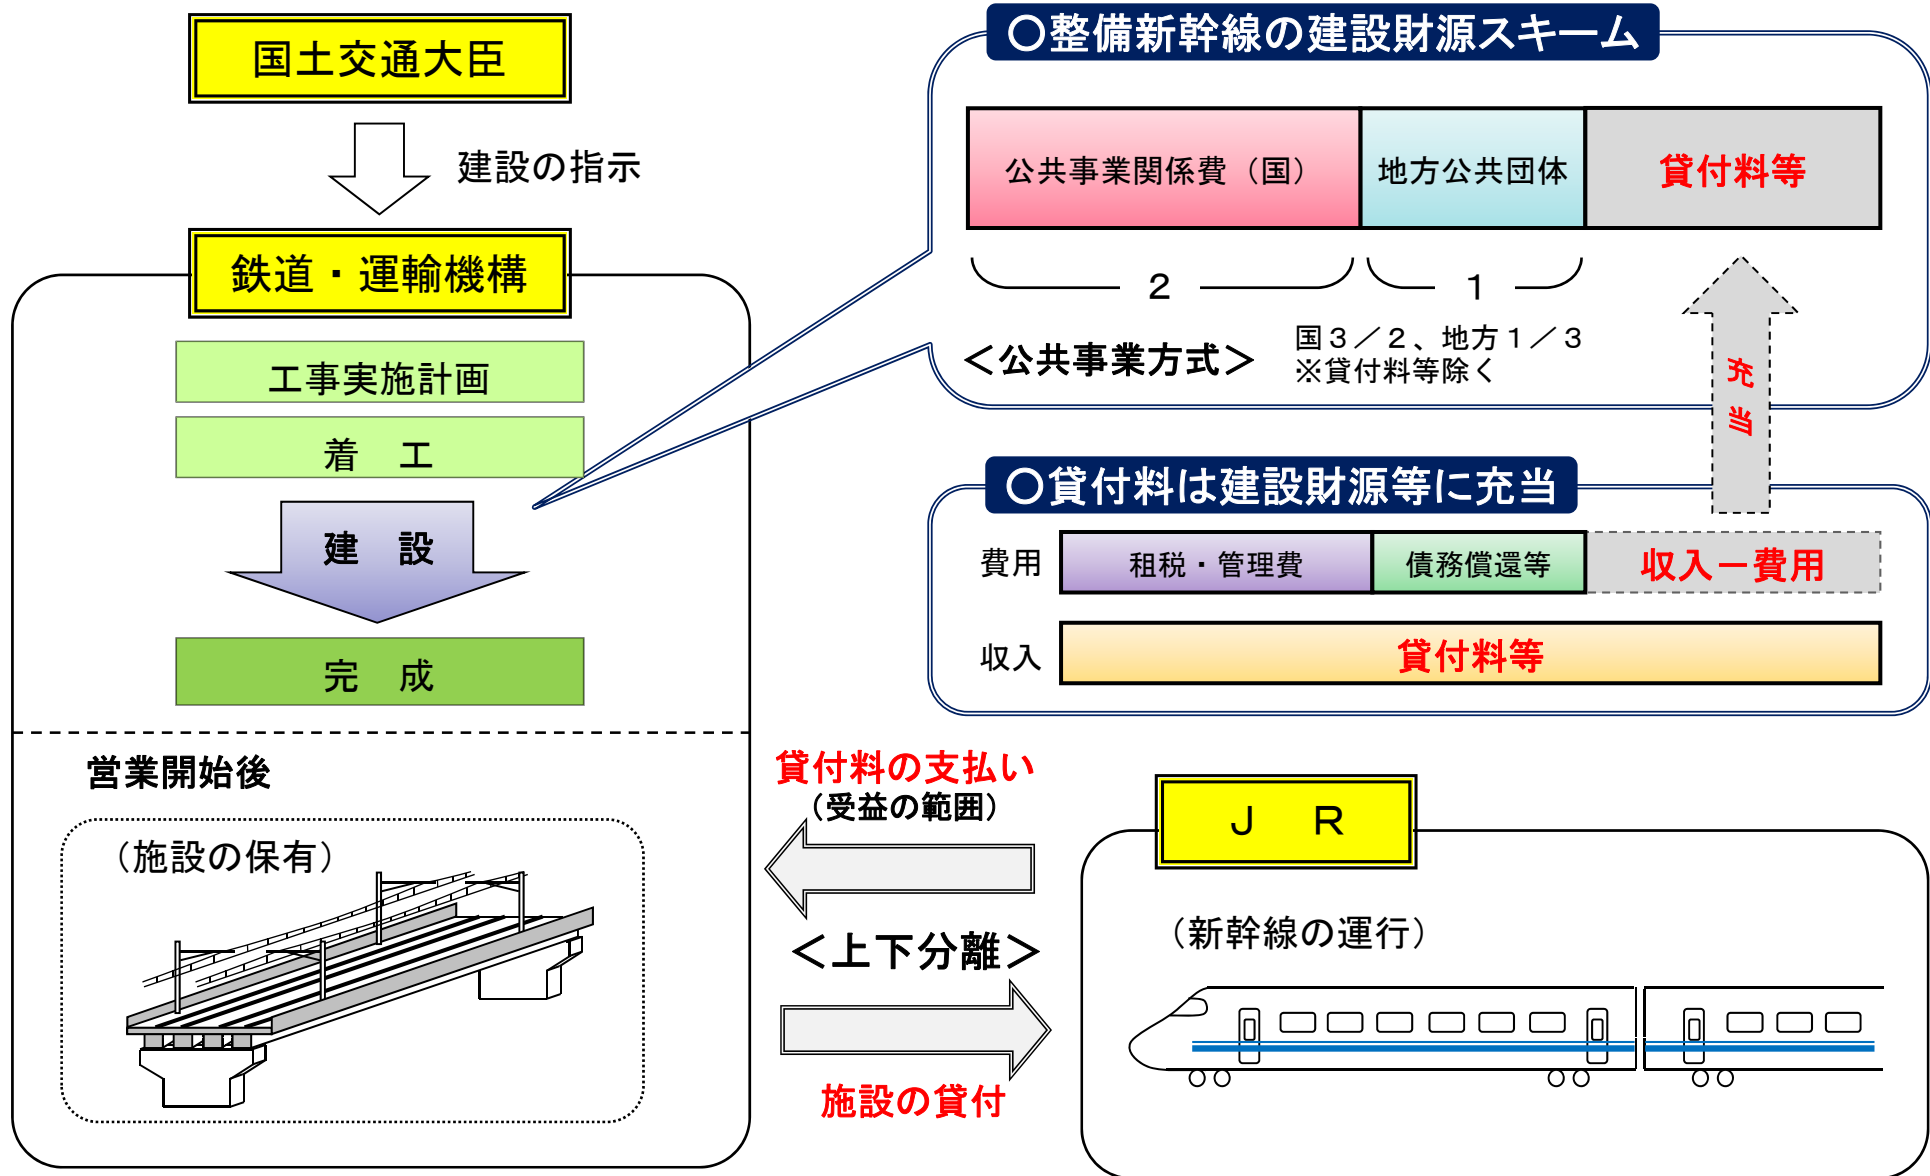 国土交通大臣
建設の指示
鉄道・運輸機構
工事実施計画
着　工
建　設
完　成
営業開始後
（施設の保有）
○整備新幹線の建設財源スキーム
公共事業関係費（国）
地方公共団体
貸付料等
２
１
＜公共事業方式＞
国３／２、地方１／３
※貸付料等除く
充当
○貸付料は建設財源等に充当
費用
租税・管理費
債務償還等
収入－費用
収入
貸付料等
貸付料の支払い
（受益の範囲）
＜上下分離＞
施設の貸付
Ｊ　Ｒ
（新幹線の運行）